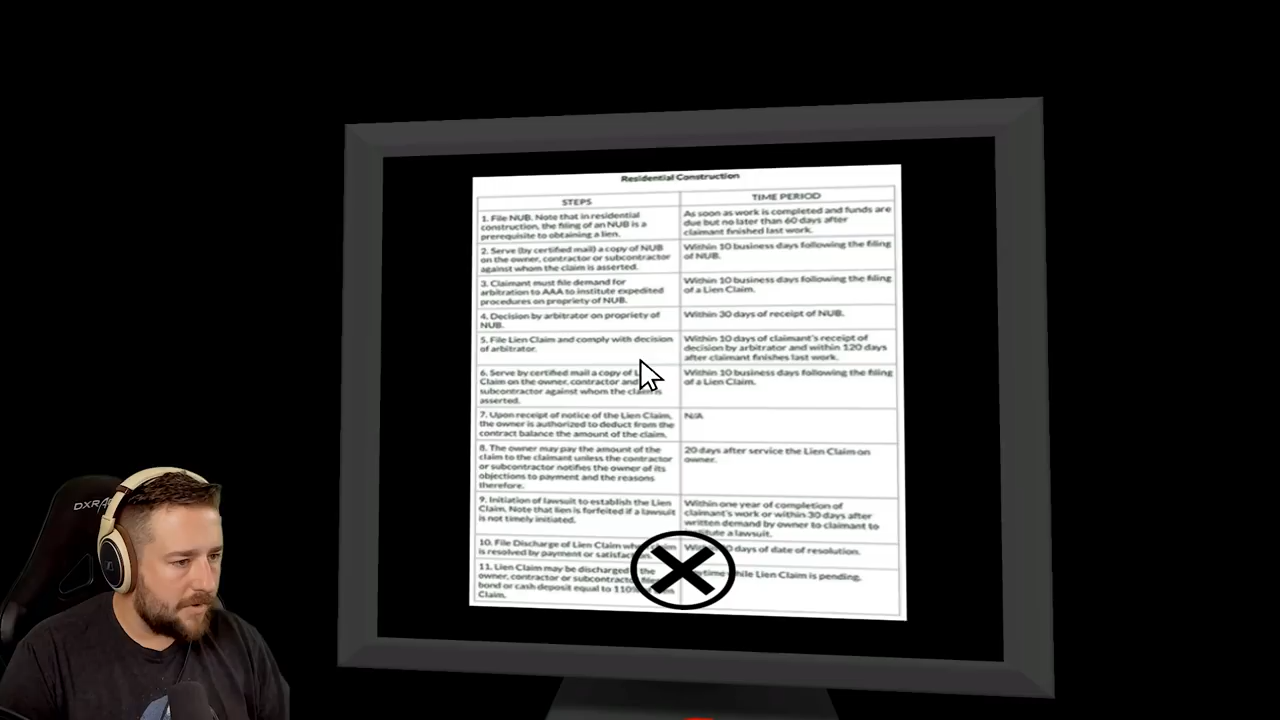 Residential Construction
STEPS
TIME PERIOD
1. File NUB. Note that in residential
construction, the filing of an NUB is a
prerequisite to obtaining a lien.
As soon as work is completed and funds are
due but no later than 60 days after
claimant finished last work.
2. Serve (by certified mail) a copy of NUB
on the owner, contractor or subcontractor
against whom the claim is asserted.
Within 10 business days following the filing
of NUB.
3. Claimant must file demand for
arbitration to AAA to institute expedited
procedures on propriety of NUB.
Within 10 business days following the filing
of a Lien Claim.
4. Decision by arbitrator on propriety of
NUB.
Within 30 days of receipt of NUB.
5. File Lien Claim and comply with decision
of arbitrator.
Within 10 days of claimant's receipt of
decision by arbitrator and within 120 days
after claimant finishes last work.
6. Serve by certified mail a copy of
Claim on the owner, contractor and
subcontractor against whom the claim is
asserted.
Within 10 business days following the filing
of a Lien Claim.
7. Upon receipt of notice of the Lien Claim,
the owner is authorized to deduct from the
contract balance the amount of the claim.
N/A
8. The owner may pay the amount of the
claim to the claimant unless the contractor
or subcontractor notifies the owner of its
objections to payment and the reasons
therefore.
20 days after service the Lien Claim on
owner.
9. Initiation of lawsuit to establish the Lien
Claim. Note that lien is forfeited if a lawsuit
is not timely initiated.
Within one year of completion of
claimant's work or within 30 days after
written demand by owner to claimant to
a lawsuit.
10. File Discharge of Lien Claim
is resolved by payment or
days of date of resolution.
11. Lien Claim may be discharged
owner, contractor or
bond or cash deposit equal to
Claim.
while Lien Claim is pending.
DXRA